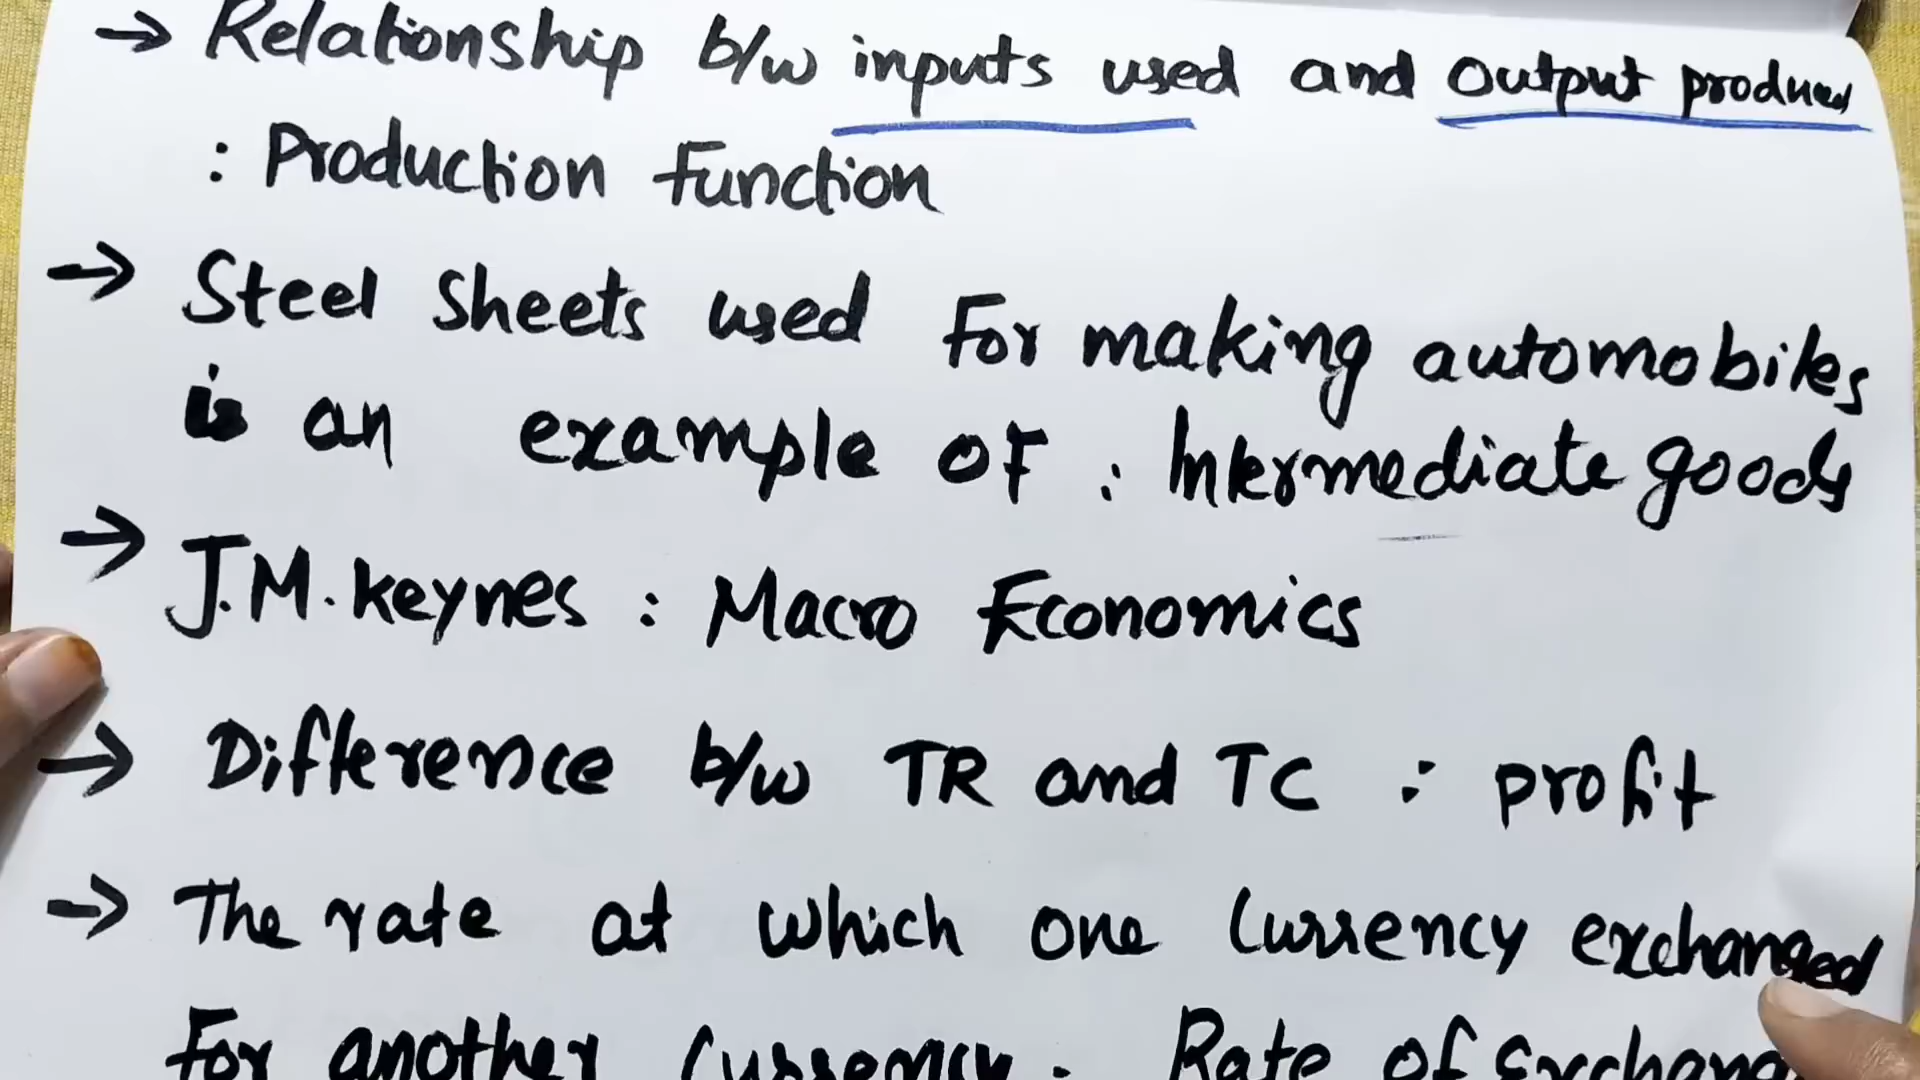 → Relationship b/w inputs used and output produced
: Production Function
→ Steel Sheets used For making automobiles
is an example of : Intermediate goods
→ J.M. Keynes : Macro Economics
→ Difference b/w TR and TC : profit
→ The rate at which one Currency exchanged
For another Currency : Rate of Exchang